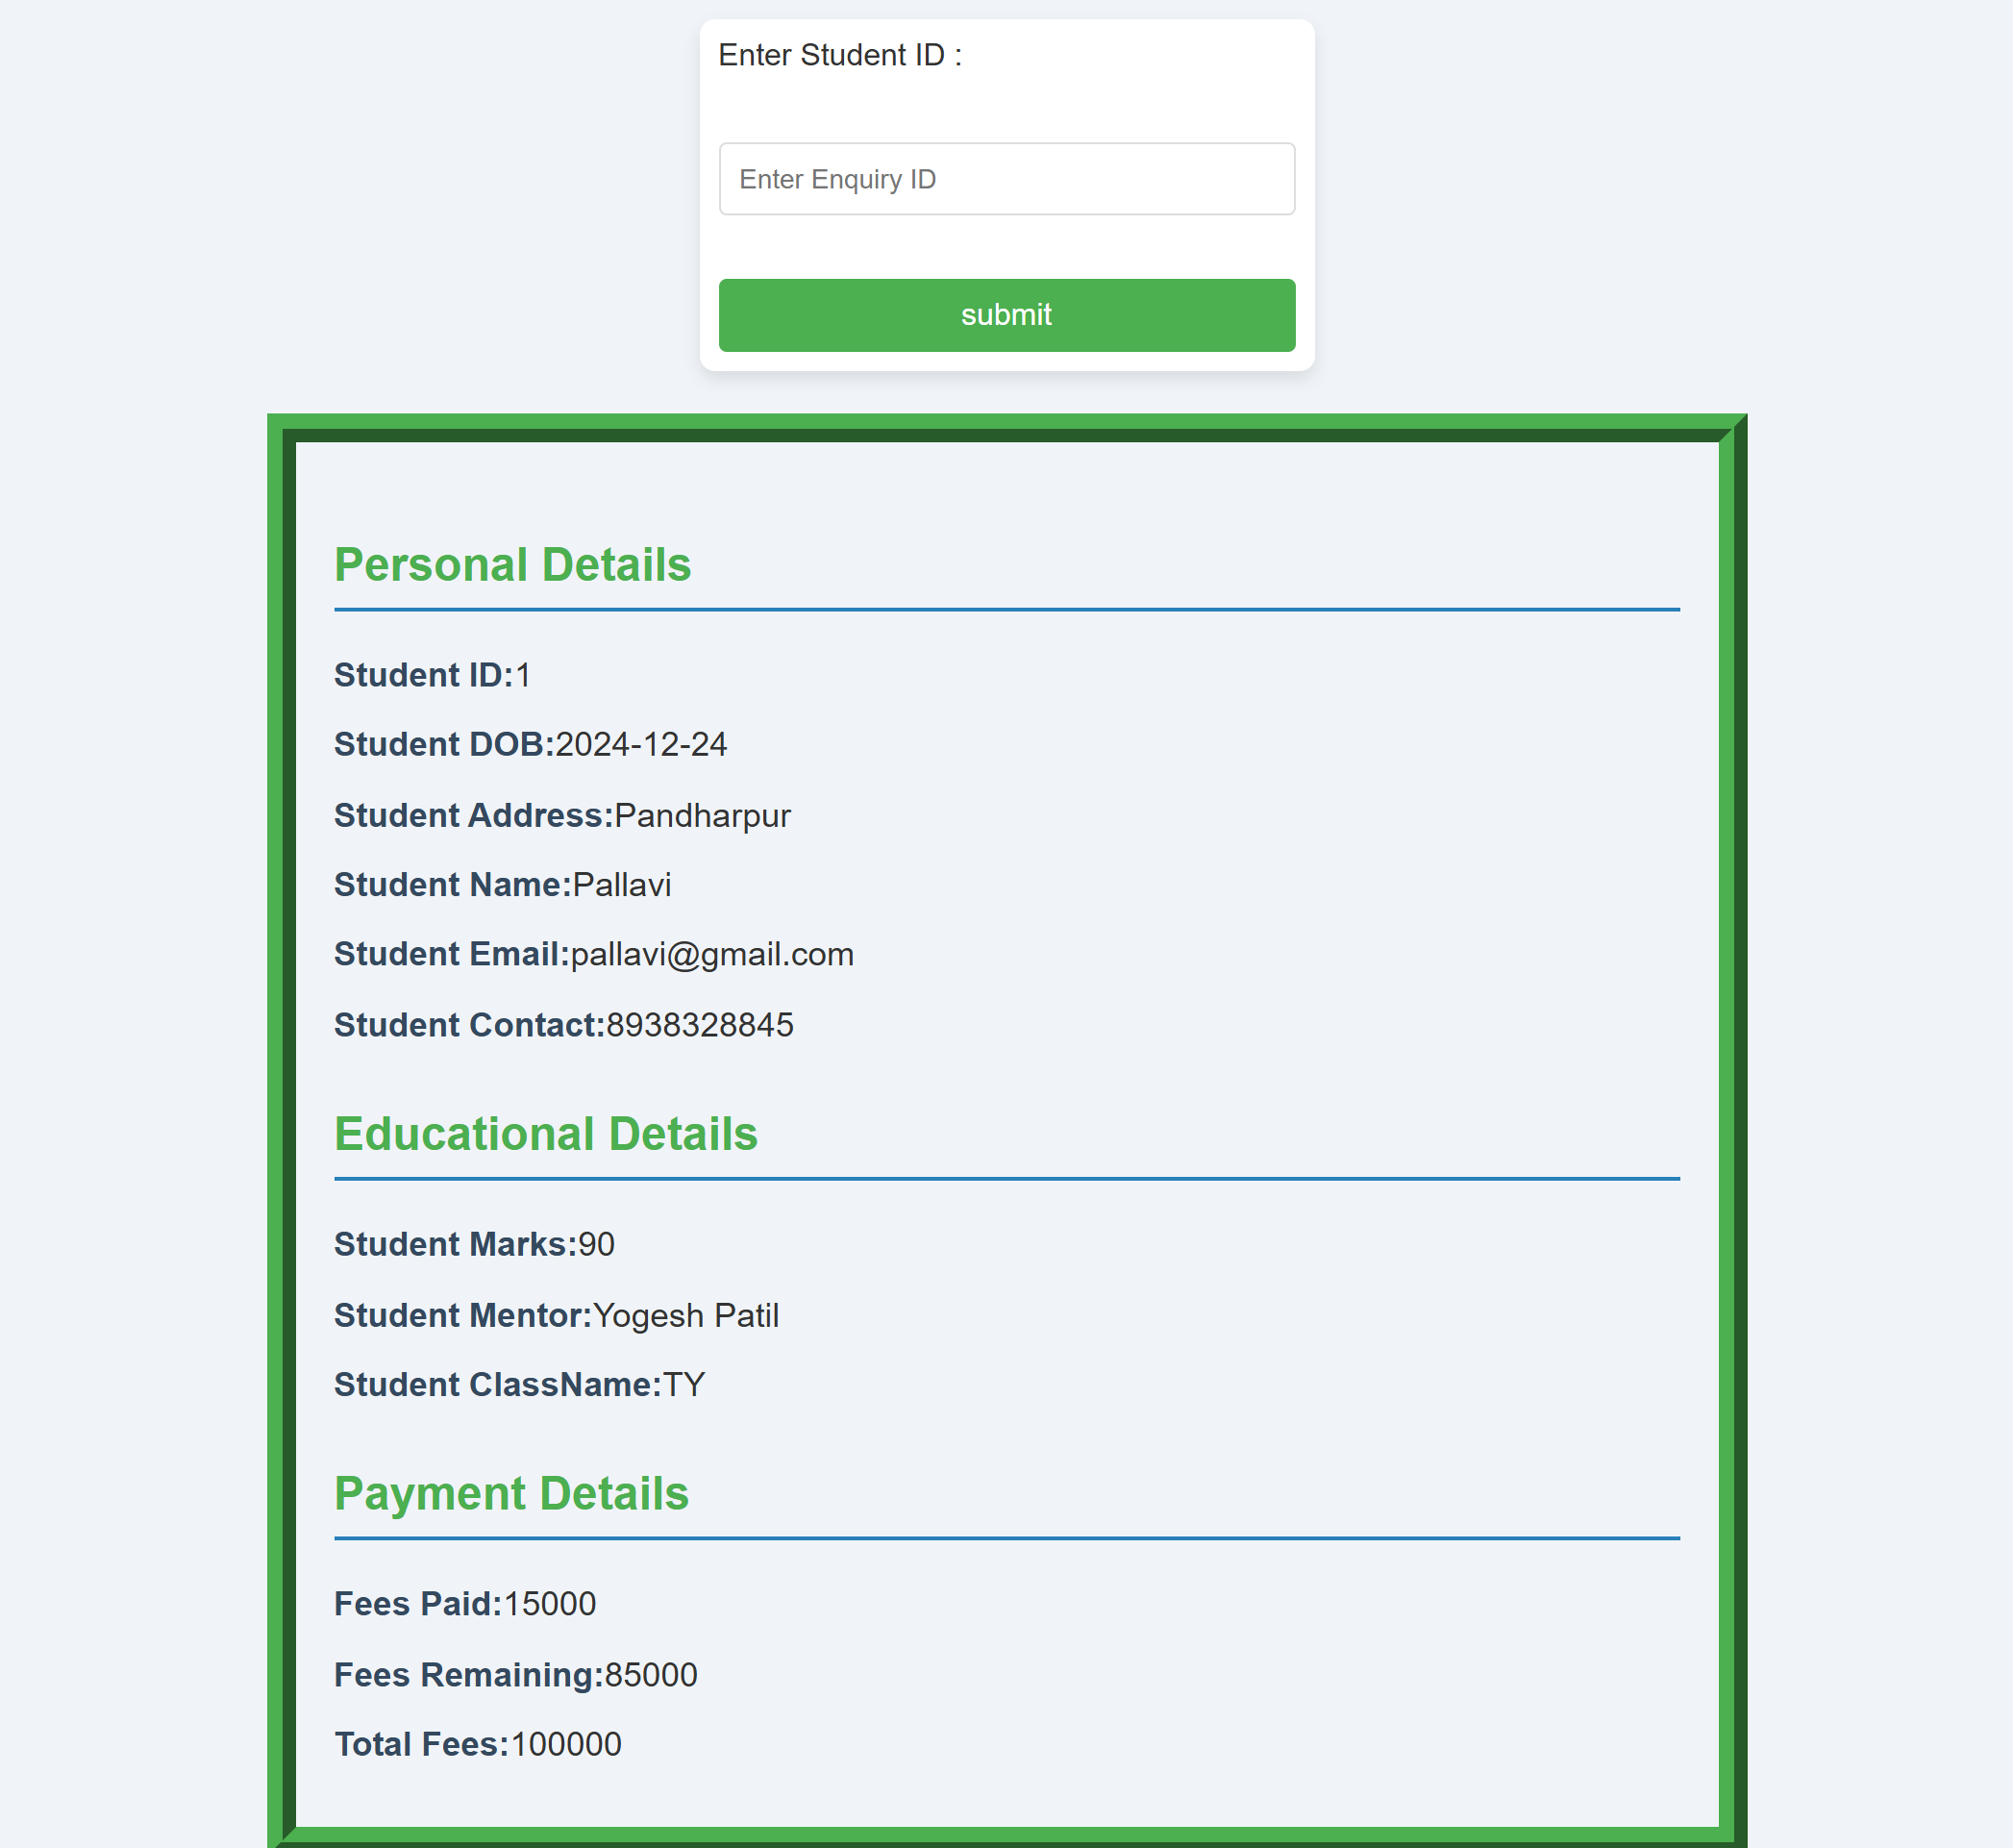 Enter Student ID :
Enter Enquiry ID
submit
Personal Details
Student ID:1
Student DOB:2024-12-24
Student Address:Pandharpur
Student Name:Pallavi
Student Email:pallavi@gmail.com
Student Contact:8938328845
Educational Details
Student Marks:90
Student Mentor:Yogesh Patil
Student ClassName:TY
Payment Details
Fees Paid:15000
Fees Remaining:85000
Total Fees:100000